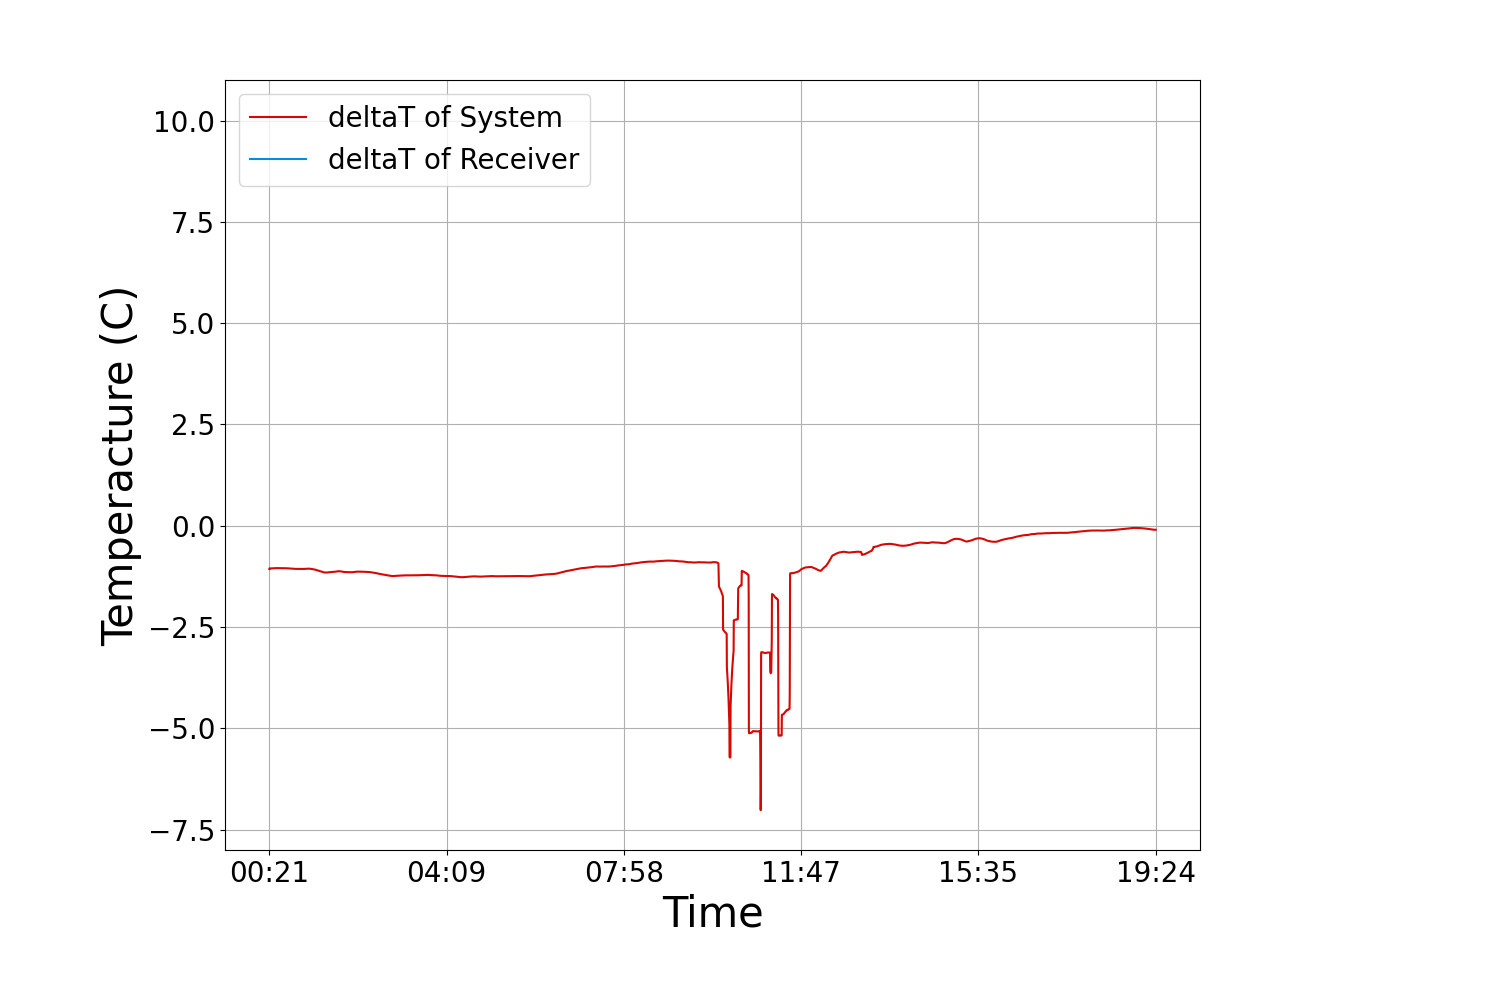 deltaT of System
deltaT of Receiver
10.0
7.5
5.0
2.5
0.0
−2.5
−5.0
−7.5
Temperacture (C)
00:21 04:09 07:58 11:47 15:35 19:24
Time